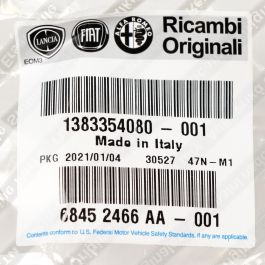 LANCIA
FIAT
ALFA ROMEO
ECM3
Ricambi
Originali
1383354080 - 001
Made in Italy
PKG 2021/01/04 30527 47N-M1
6845 2466 AA - 001
Contents conform to U.S. Federal Motor Vehicle Safety Standards, if any are applicable.